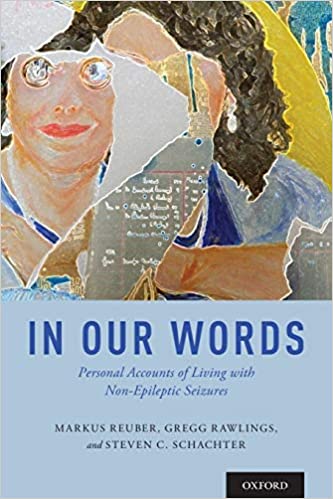 IN OUR WORDS
Personal Accounts of Living with
Non-Epileptic Seizures
MARKUS REUBER, GREGG RAWLINGS,
and STEVEN C. SCHACHTER
OXFORD